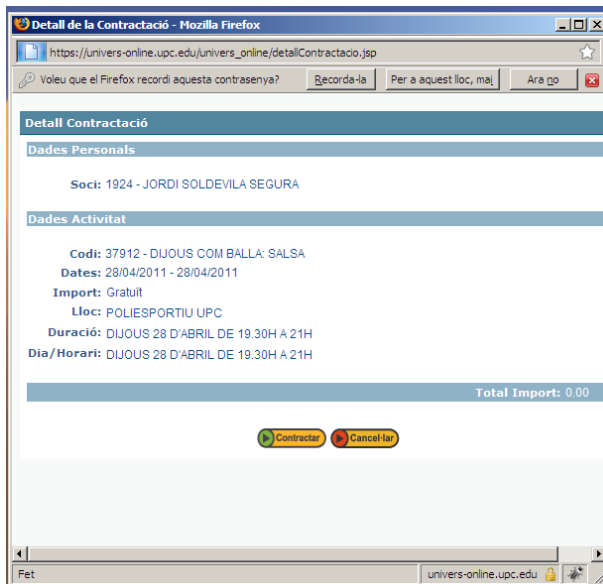 Detall de la Contractació - Mozilla Firefox
https://univers-online.upc.edu/univers_online/detallContractacio.jsp
Voleu que el Firefox recordi aquesta contrasenya? Recorda-la Per a aquest lloc, mai Ara no
Detall Contractació
Dades Personals
Soci: 1924 - JORDI SOLDEVILA SEGURA
Dades Activitat
Codi: 37912 - DIJOUS COM BALLA: SALSA
Dates: 28/04/2011 - 28/04/2011
Import: Gratuït
Lloc: POLIESPORTIU UPC
Duració: DIJOUS 28 D'ABRIL DE 19.30H A 21H
Dia/Horari: DIJOUS 28 D'ABRIL DE 19.30H A 21H
Total Import: 0.00
Contractar Cancel·lar
Fet univers-online.upc.edu